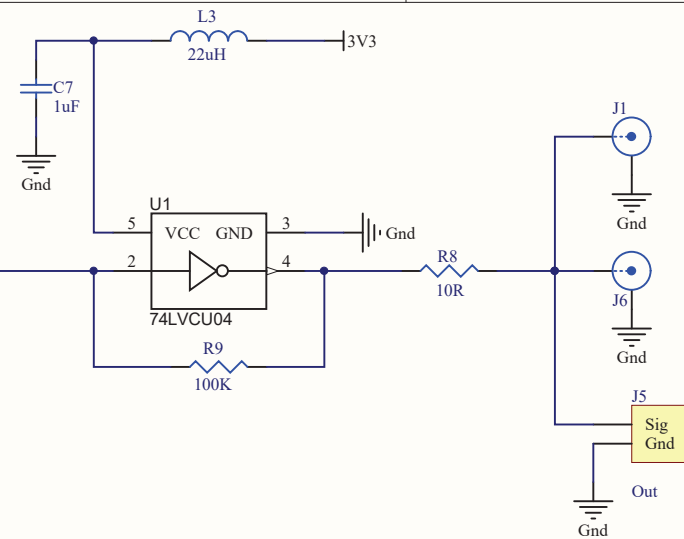 L3
3V3
22uH
C7
1uF
Gnd
J1
Gnd
U1
5
VCC GND
3
Gnd
2
4
R8
10R
J6
74LVCU04
Gnd
R9
100K
J5
Sig
Gnd
Out
Gnd